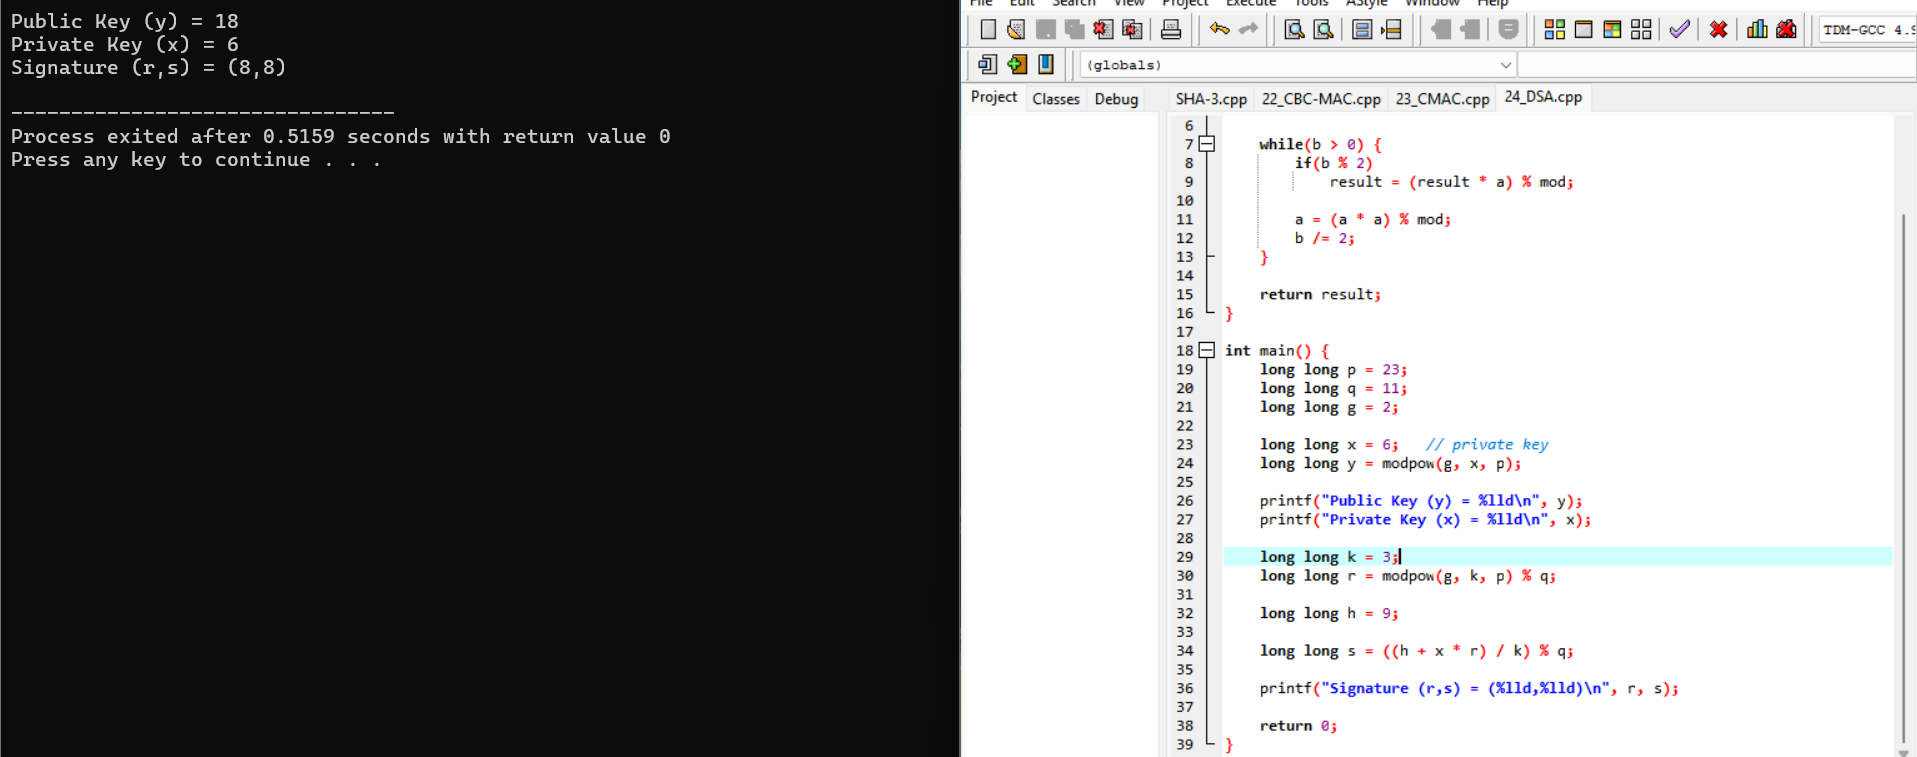 Public Key (y) = 18
Private Key (x) = 6
Signature (r,s) = (8,8)
--------------------------------
Process exited after 0.5159 seconds with return value 0
Press any key to continue . . .
File Edit Search View Project Execute Tools AStyle Window Help
TDM-GCC 4.9
(globals)
Project Classes Debug
SHA-3.cpp 22_CBC-MAC.cpp 23_CMAC.cpp 24_DSA.cpp
6
7 while(b > 0) {
8 if(b % 2)
9 result = (result * a) % mod;
10
11 a = (a * a) % mod;
12 b /= 2;
13 }
14
15 return result;
16 }
17
18 int main() {
19 long long p = 23;
20 long long q = 11;
21 long long g = 2;
22
23 long long x = 6; // private key
24 long long y = modpow(g, x, p);
25
26 printf("Public Key (y) = %lld\n", y);
27 printf("Private Key (x) = %lld\n", x);
28
29 long long k = 3;
30 long long r = modpow(g, k, p) % q;
31
32 long long h = 9;
33
34 long long s = ((h + x * r) / k) % q;
35
36 printf("Signature (r,s) = (%lld,%lld)\n", r, s);
37
38 return 0;
39 }